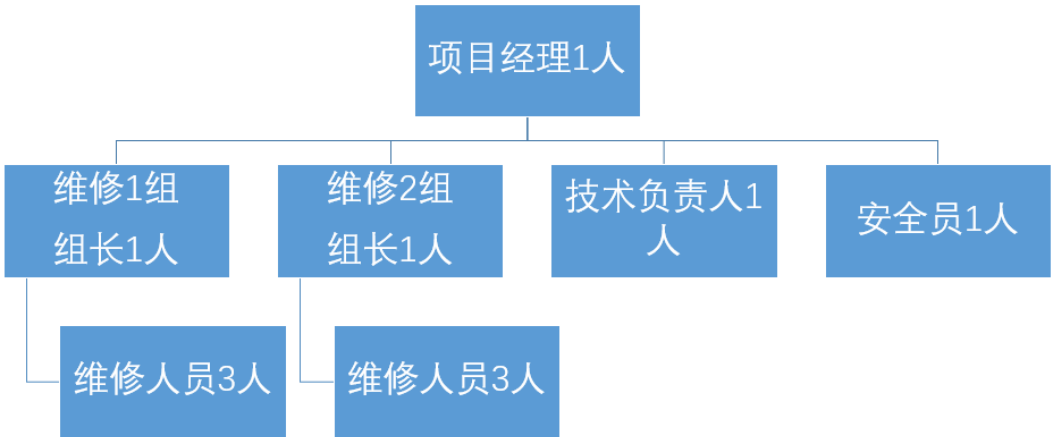 项目经理1人
维修1组
组长1人
维修2组
组长1人
技术负责人1
人
安全员1人
维修人员3人
维修人员3人